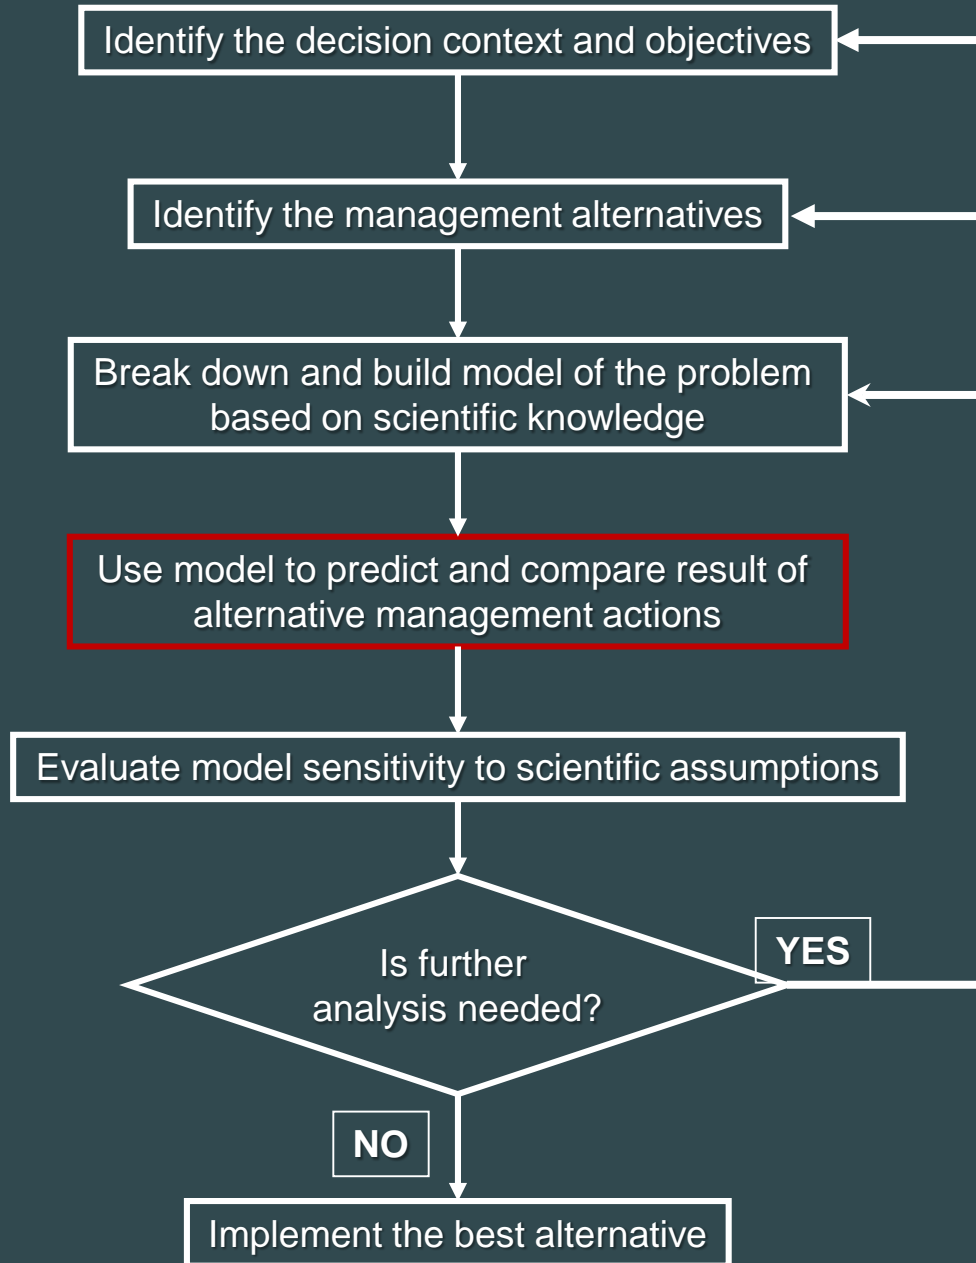 Identify the decision context and objectives
Identify the management alternatives
Break down and build model of the problem
based on scientific knowledge
Use model to predict and compare result of
alternative management actions
Evaluate model sensitivity to scientific assumptions
Is further
analysis needed?
YES
NO
Implement the best alternative